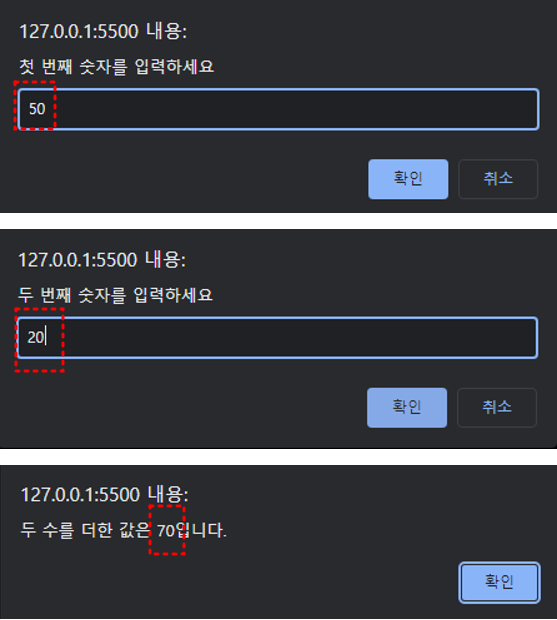 127.0.0.1:5500 내용:
첫 번째 숫자를 입력하세요
50
확인 취소
127.0.0.1:5500 내용:
두 번째 숫자를 입력하세요
20
확인 취소
127.0.0.1:5500 내용:
두 수를 더한 값은 70입니다.
확인